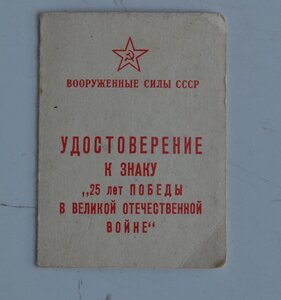 ВООРУЖЕННЫЕ СИЛЫ СССР
УДОСТОВЕРЕНИЕ
К ЗНАКУ
„25 лет ПОБЕДЫ
В ВЕЛИКОЙ ОТЕЧЕСТВЕННОЙ
ВОЙНЕ“